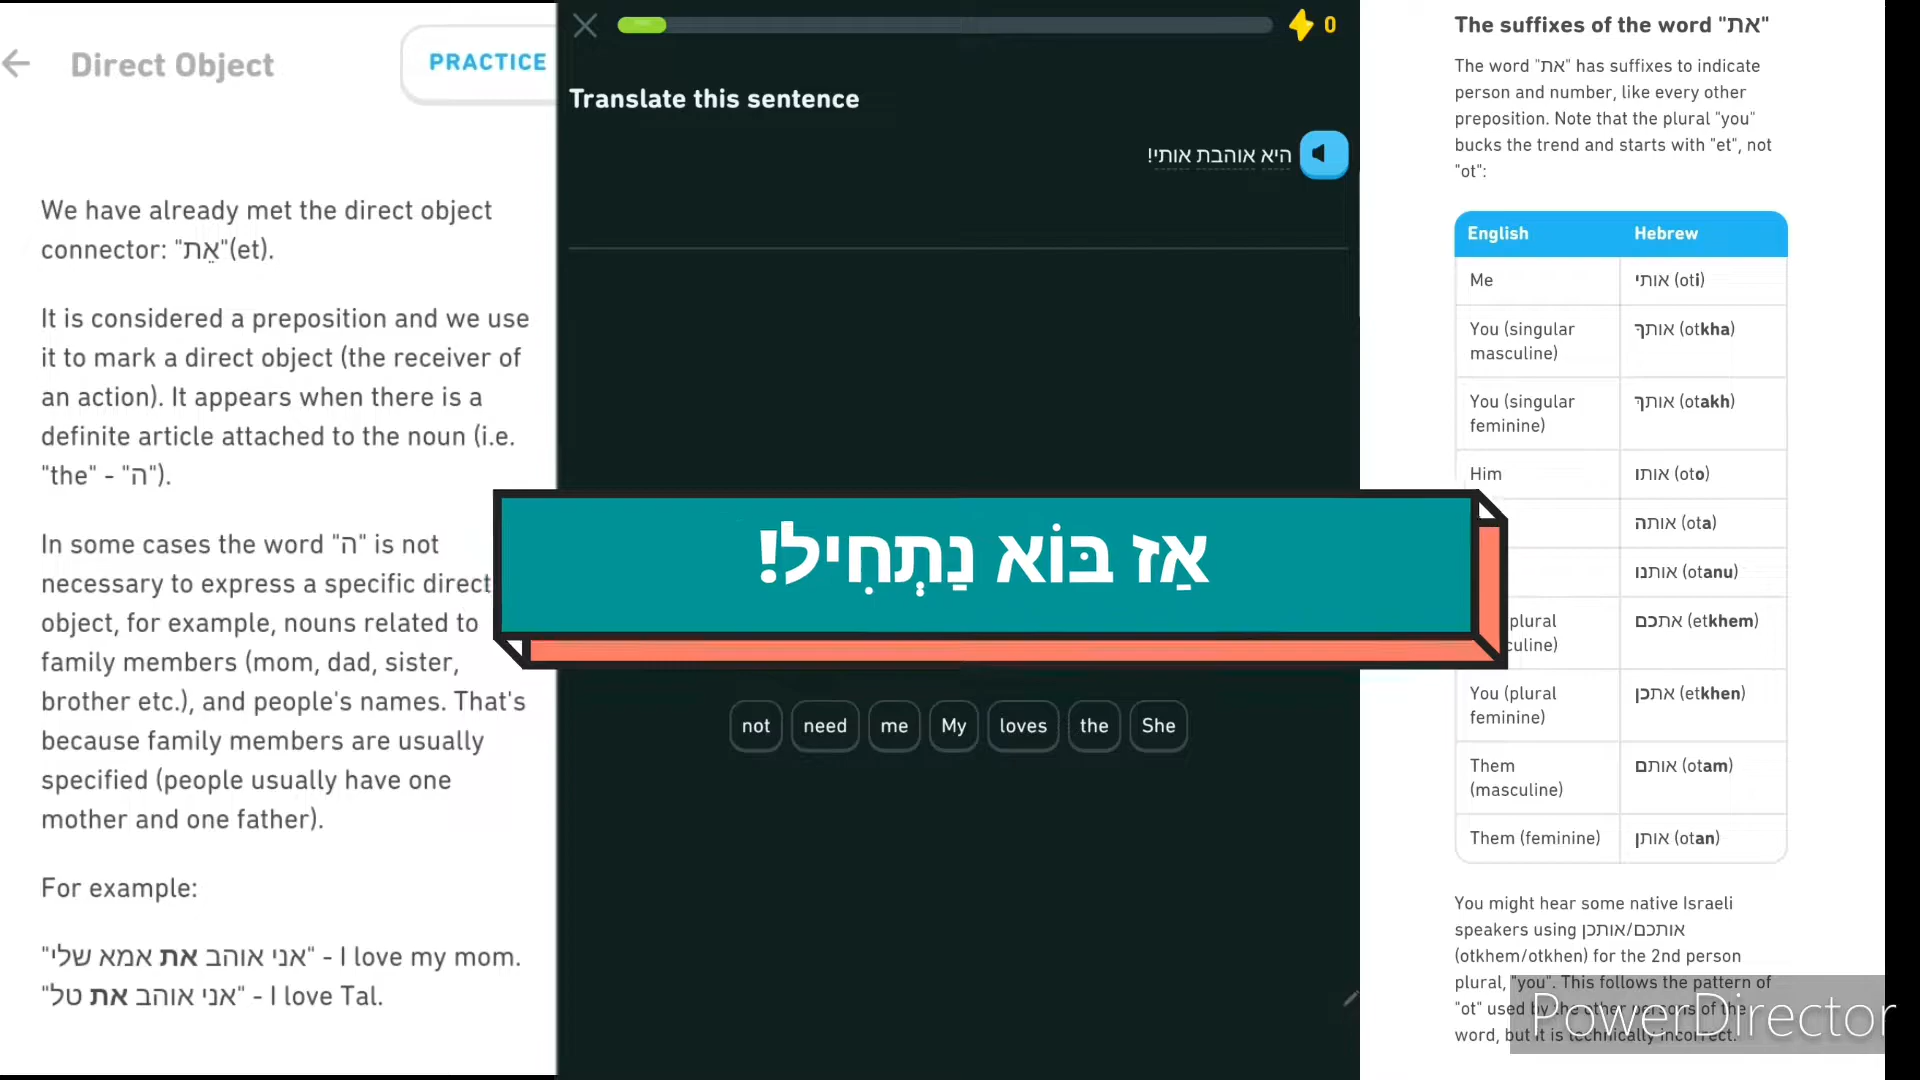 Direct Object
PRACTICE
We have already met the direct object
connector: "אֵת"(et).
It is considered a preposition and we use
it to mark a direct object (the receiver of
an action). It appears when there is a
definite article attached to the noun (i.e.
"the" - "ה").
In some cases the word "ה" is not
necessary to express a specific direct
object, for example, nouns related to
family members (mom, dad, sister,
brother etc.), and people's names. That's
because family members are usually
specified (people usually have one
mother and one father).
For example:
"אני אוהב את אמא שלי" - I love my mom.
"אני אוהב את טל" - I love Tal.
0
Translate this sentence
היא אוהבת אותי!
אַז בּוֹא נַתְחִיל!
not need me My loves the She
The suffixes of the word "את"
The word "את" has suffixes to indicate
person and number, like every other
preposition. Note that the plural "you"
bucks the trend and starts with "et", not
"ot":
English Hebrew
Me אותי (oti)
You (singular
masculine) אותךָ (otkha)
You (singular
feminine) אותךְ (otakh)
Him אותו (oto)
אותה (ota)
אותנו (otanu)
plural
culine) אתכם (etkhem)
You (plural
feminine) אתכן (etkhen)
Them
(masculine) אותם (otam)
Them (feminine) אותן (otan)
You might hear some native Israeli
speakers using אותכם/אותכן
(otkhem/otkhen) for the 2nd person
plural, "you". This follows the pattern of
"ot" used by the other persons of the
word, but it is technically incorrect.
PowerDirector